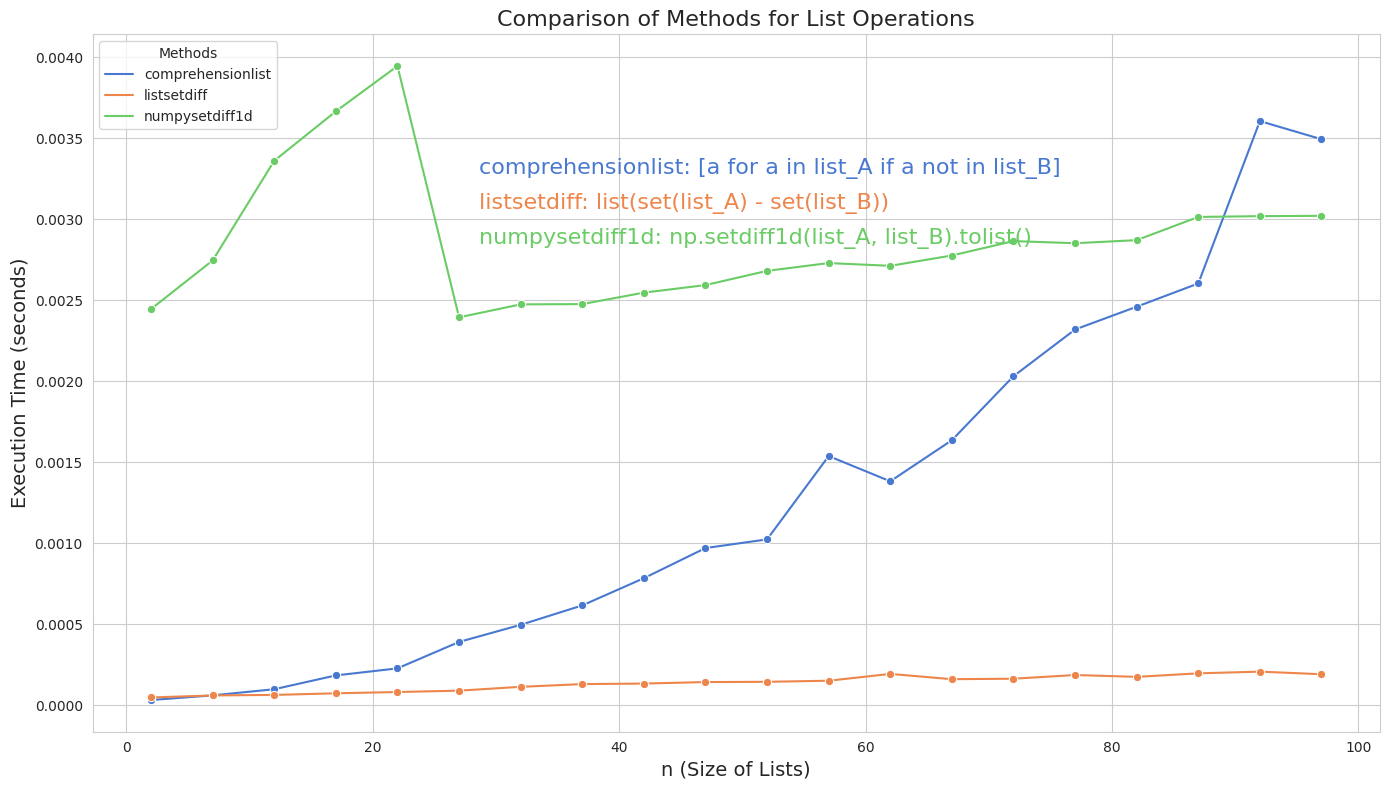 Comparison of Methods for List Operations
Methods
comprehensionlist
listsetdiff
numpysetdiff1d
comprehensionlist: [a for a in list_A if a not in list_B]
listsetdiff: list(set(list_A) - set(list_B))
numpysetdiff1d: np.setdiff1d(list_A, list_B).tolist()
Execution Time (seconds)
0.0040
0.0035
0.0030
0.0025
0.0020
0.0015
0.0010
0.0005
0.0000
0 20 40 60 80 100
n (Size of Lists)